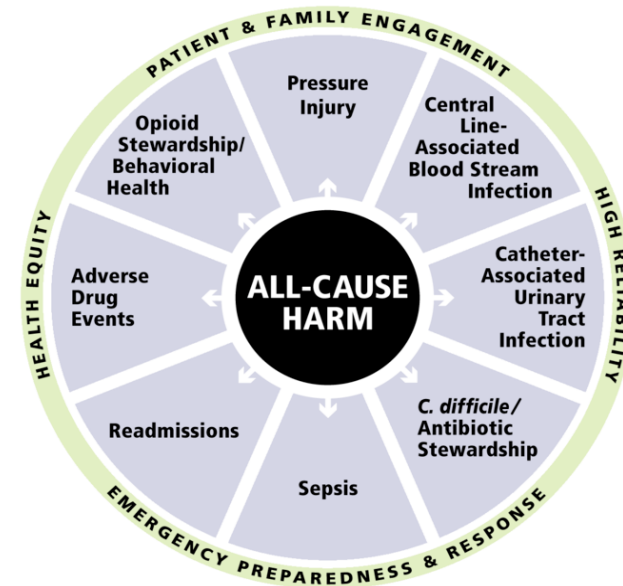 PATIENT & FAMILY ENGAGEMENT
HIGH RELIABILITY
EMERGENCY PREPAREDNESS & RESPONSE
HEALTH EQUITY
Pressure
Injury
Central
Line-
Associated
Blood Stream
Infection
Catheter-
Associated
Urinary
Tract
Infection
C. difficile/
Antibiotic
Stewardship
Sepsis
Readmissions
Adverse
Drug
Events
Opioid
Stewardship/
Behavioral
Health
ALL-CAUSE
HARM